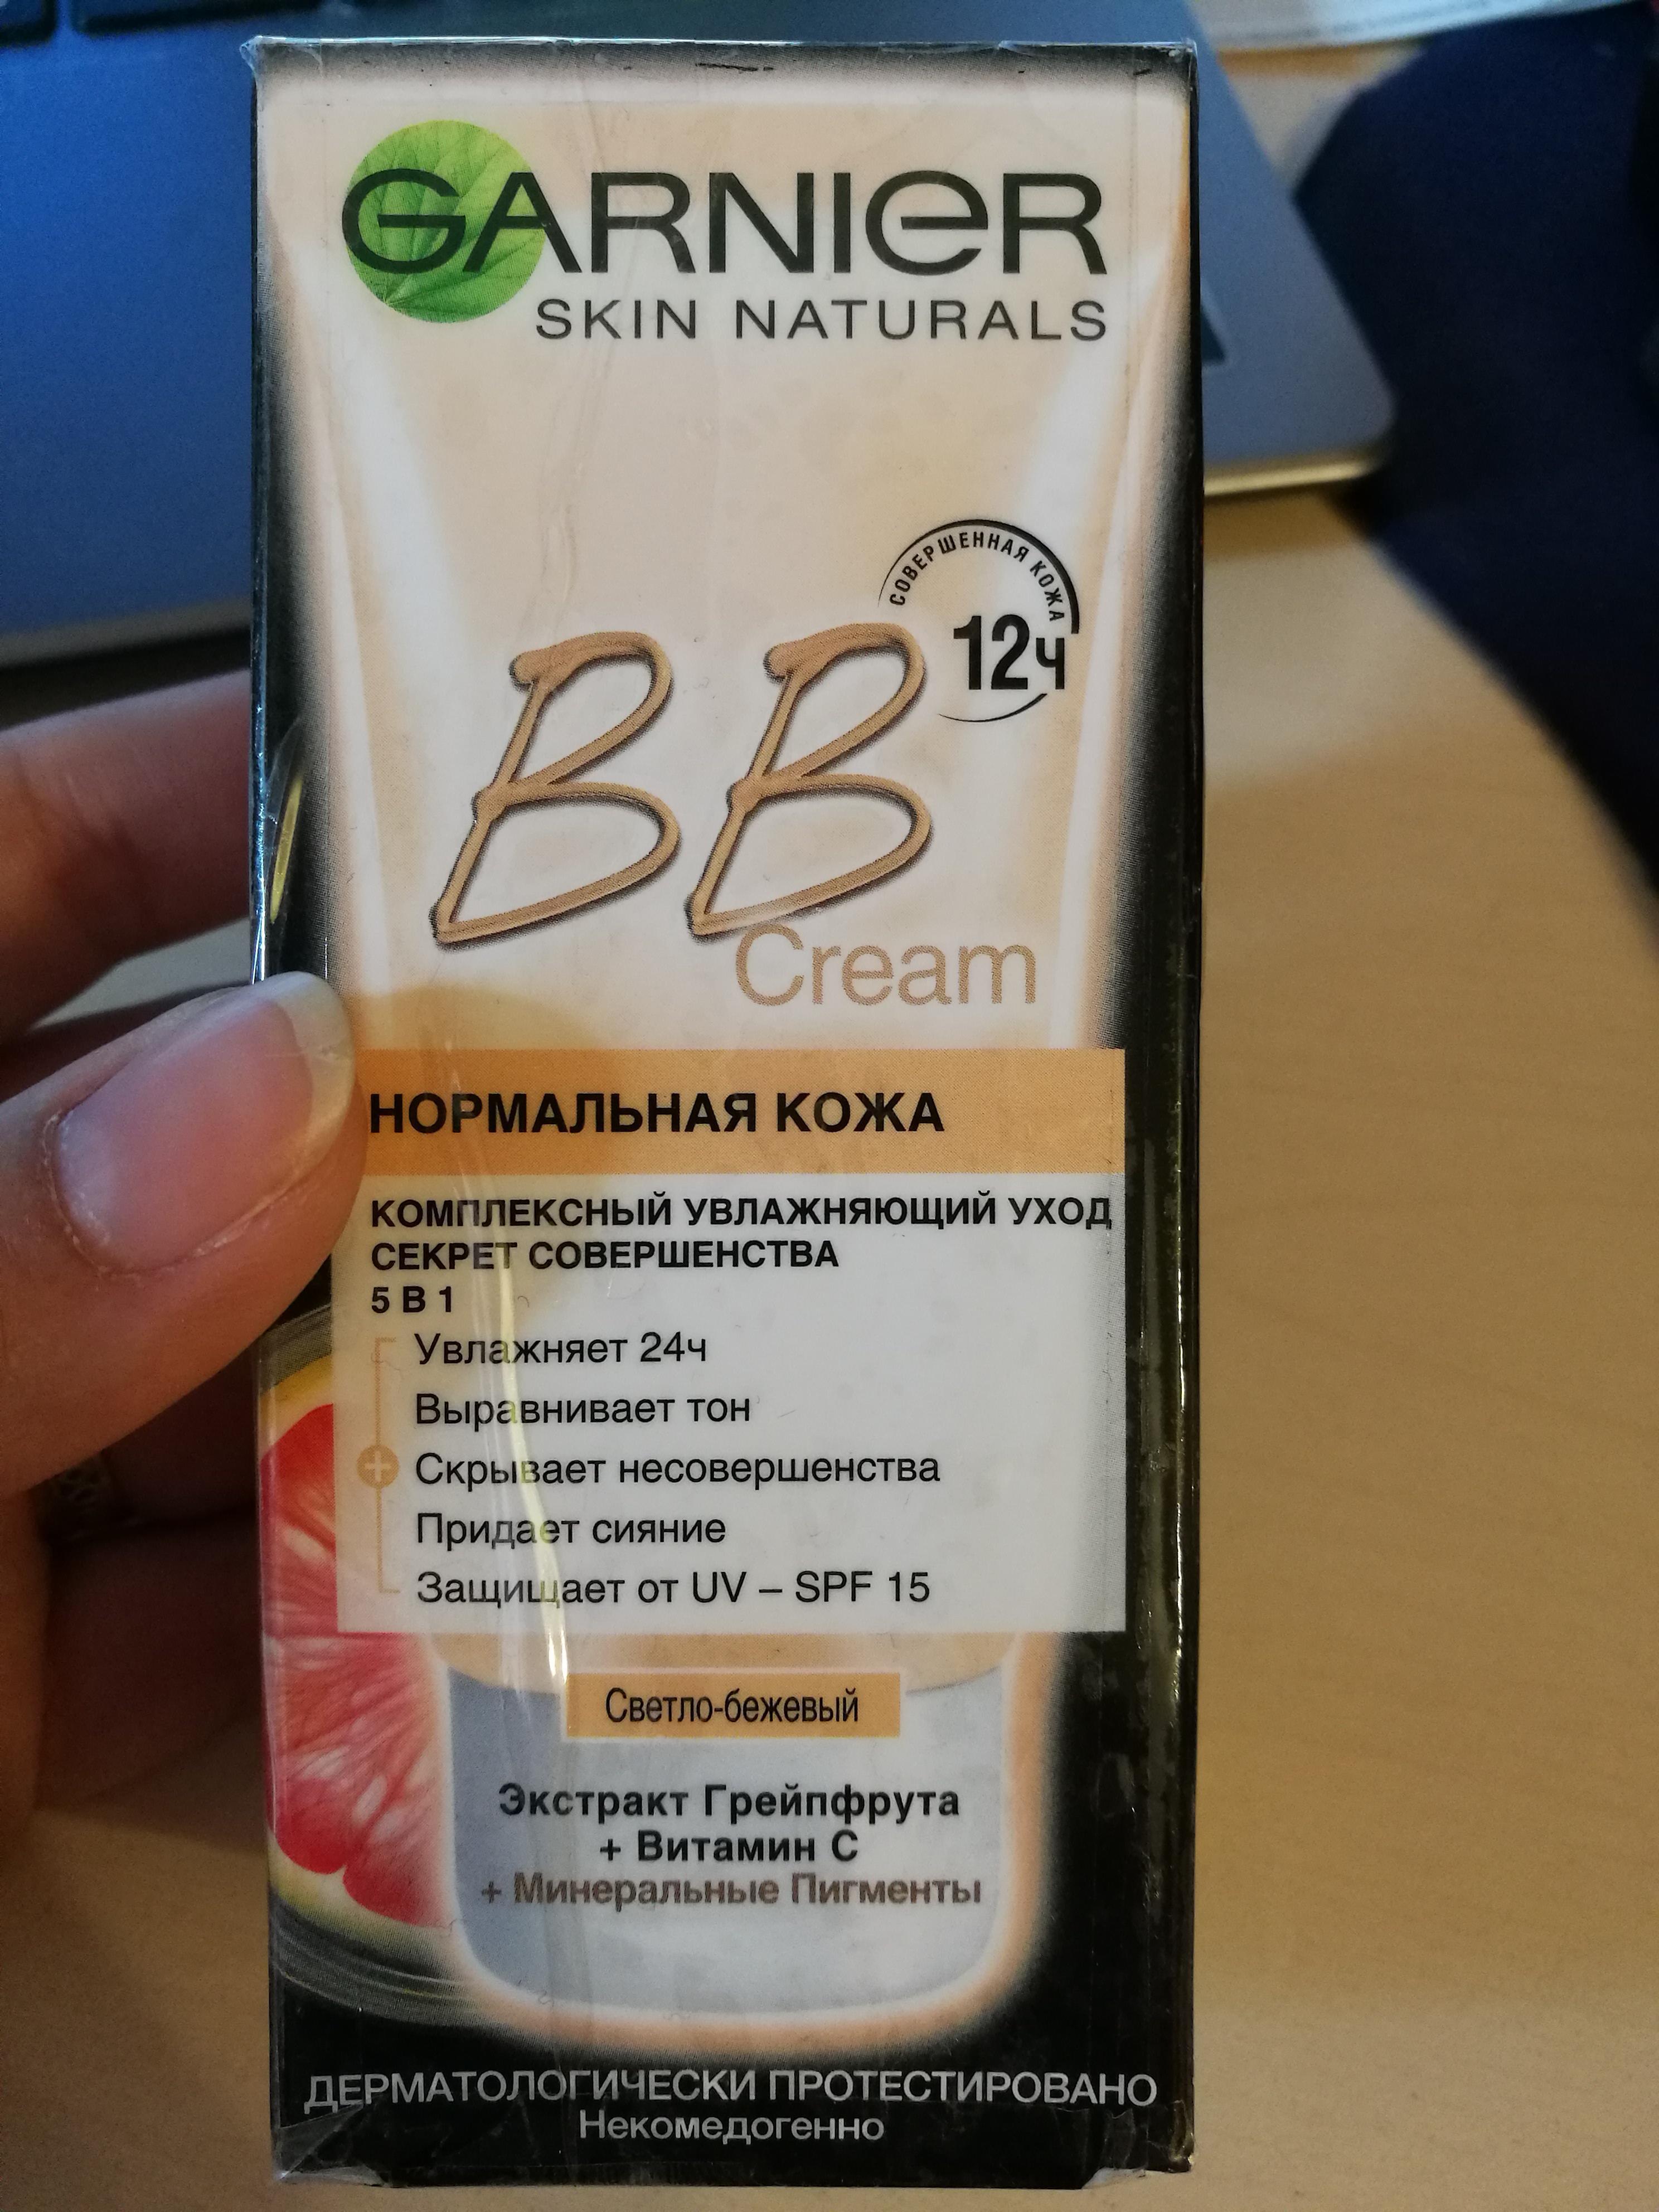 GARNIER
SKIN NATURALS
СОВЕРШЕННАЯ КОЖА
12ч
BB
Cream
НОРМАЛЬНАЯ КОЖА
КОМПЛЕКСНЫЙ УВЛАЖНЯЮЩИЙ УХОД
СЕКРЕТ СОВЕРШЕНСТВА
5 В 1
Увлажняет 24ч
Выравнивает тон
+ Скрывает несовершенства
Придает сияние
Защищает от UV – SPF 15
Светло-бежевый
Экстракт Грейпфрута
+ Витамин С
+ Минеральные Пигменты
ДЕРМАТОЛОГИЧЕСКИ ПРОТЕСТИРОВАНО
Некомедогенно